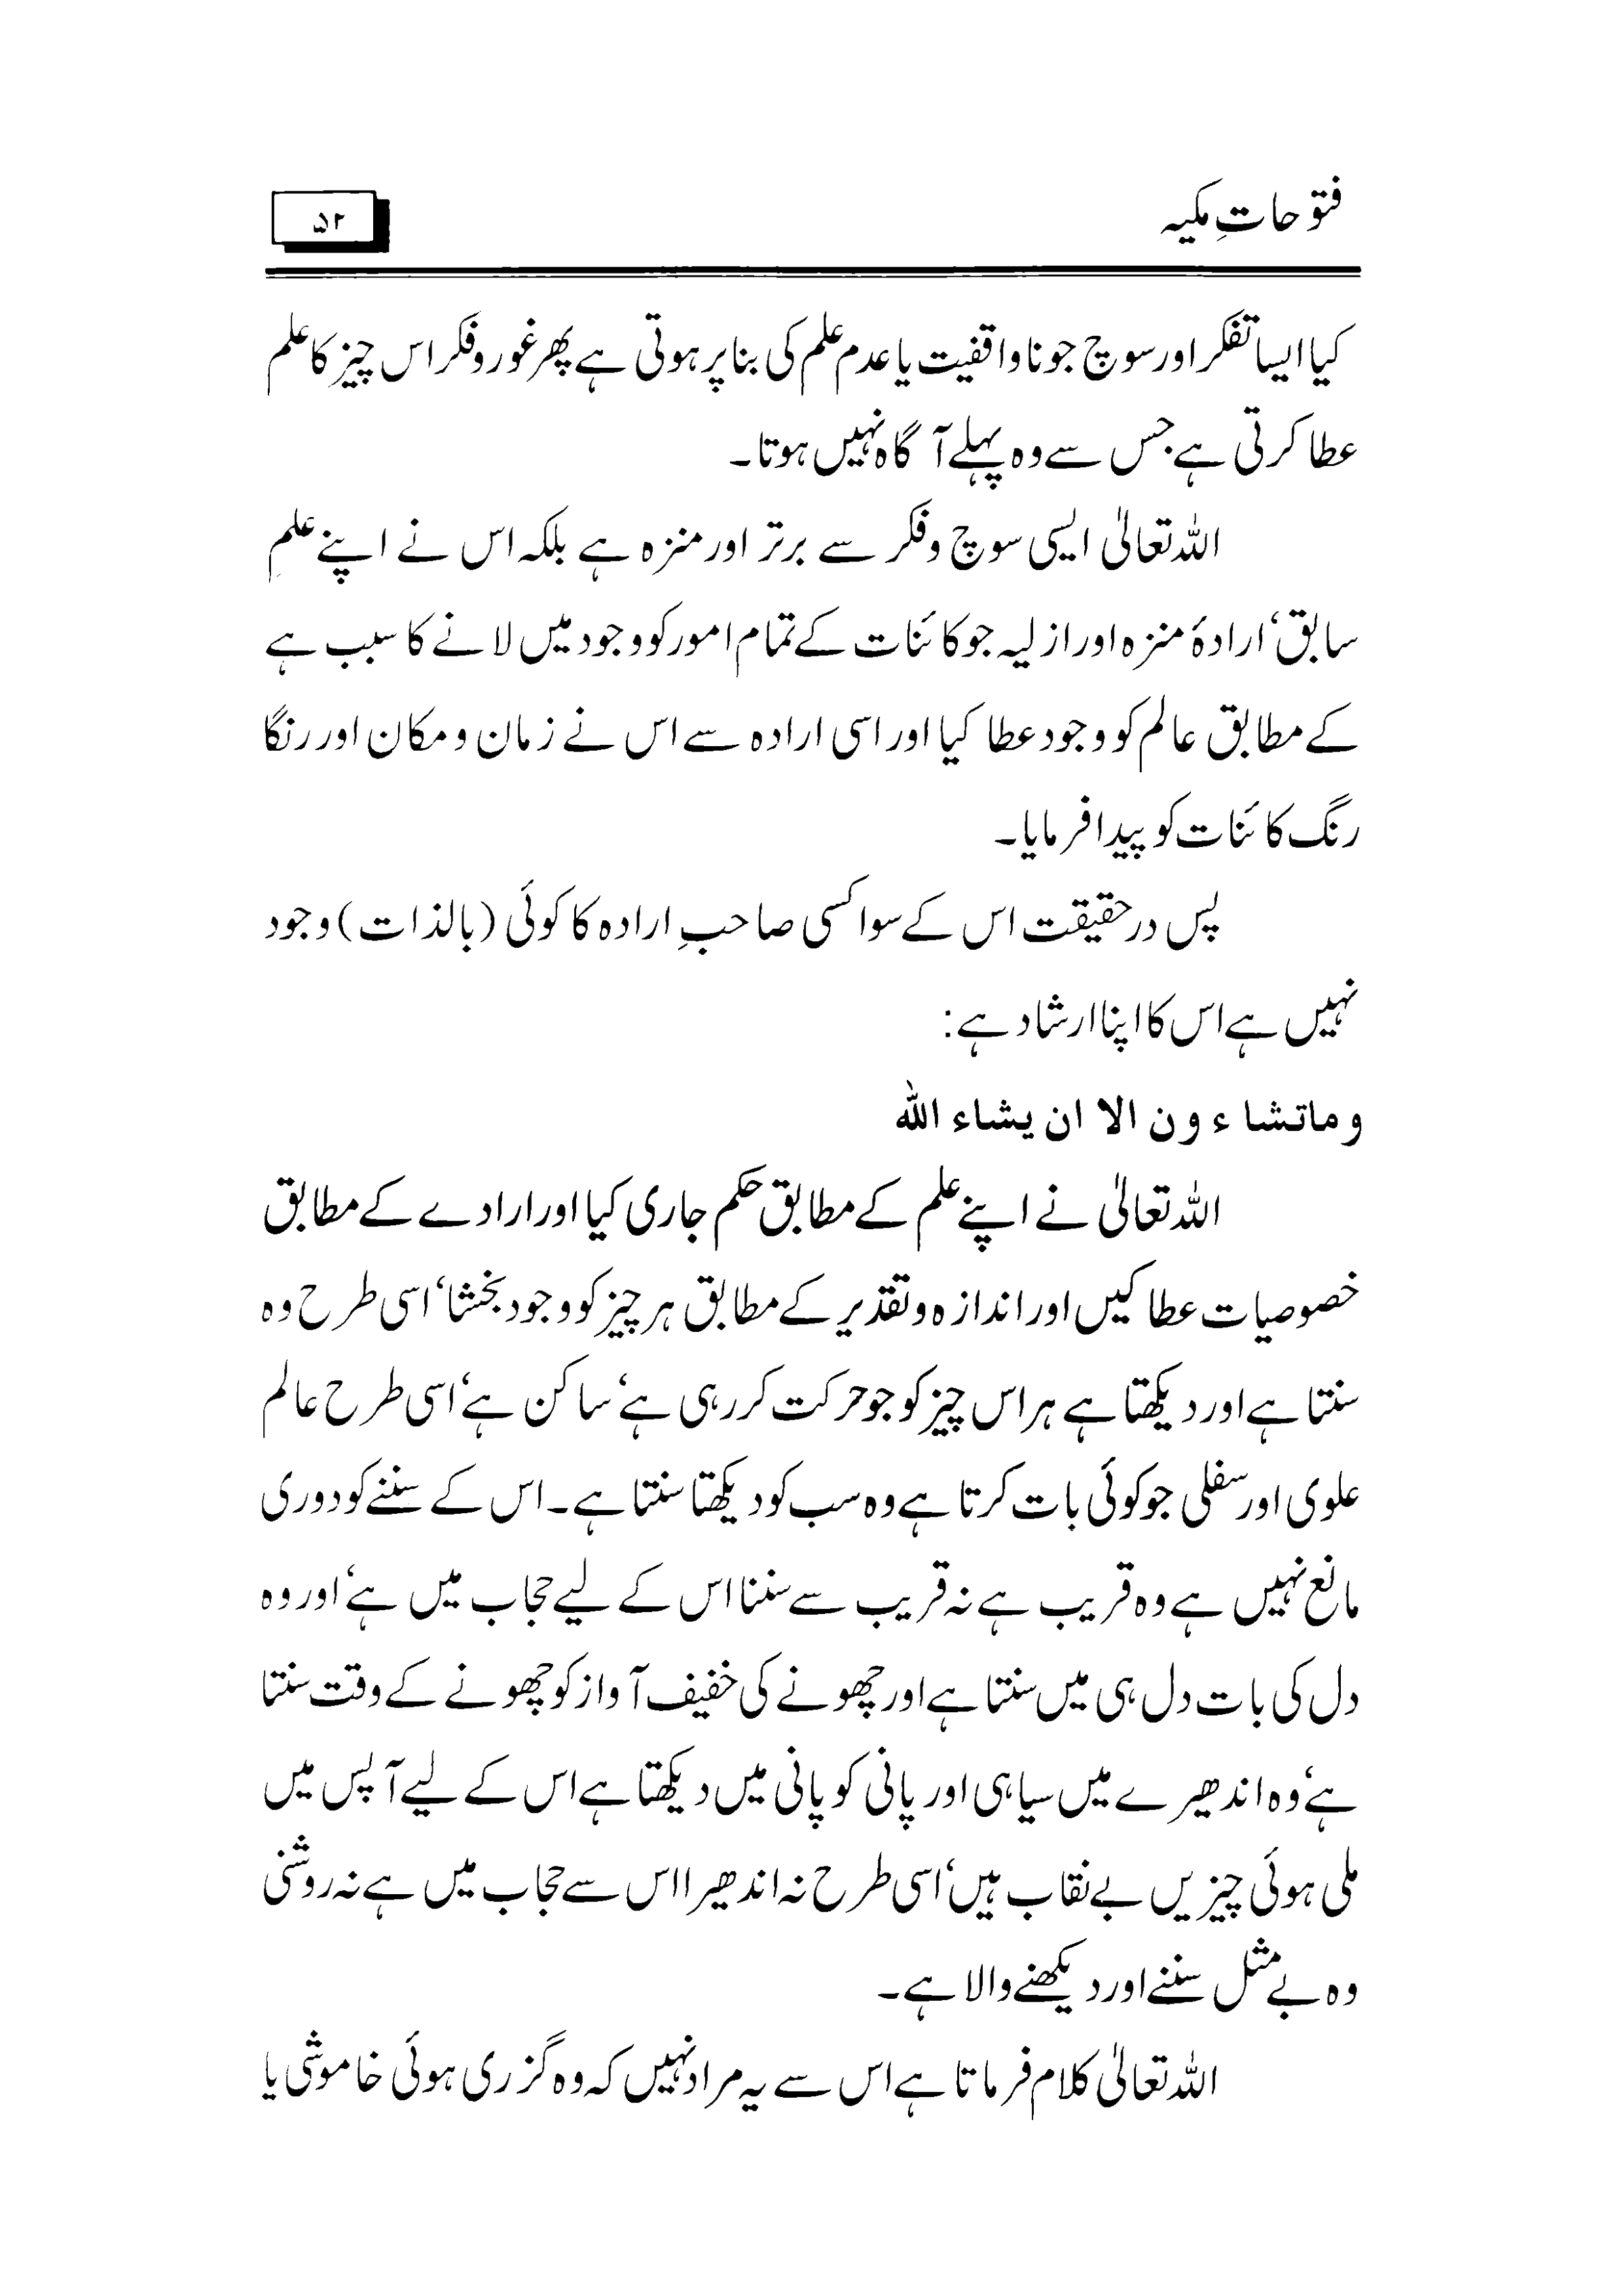 فتوحاتِ مکیہ
۵۲
کیا ایسا تفکر اور سوچ جو ناواقفیت یا عدم علم کی بنا پر ہوتی ہے پھر غور وفکر اس چیز کا علم
عطا کرتی ہے جس سے وہ پہلے آگاہ نہیں ہوتا۔
اللہ تعالیٰ ایسی سوچ وفکر سے برتر اور منزہ ہے بلکہ اس نے اپنے علمِ
سابق‘ ارادۂ منزہ اور ازلیہ جو کائنات کے تمام امور کو وجود میں لانے کا سبب ہے
کے مطابق عالم کو وجود عطا کیا اور اسی ارادہ سے اس نے زمان و مکان اور رنگا
رنگ کائنات کو پیدا فرمایا۔
پس درحقیقت اس کے سوا کسی صاحبِ ارادہ کا کوئی (بالذات) وجود
نہیں ہے اس کا اپنا ارشاد ہے:
وماتشاءون الا ان یشاء اللہ
اللہ تعالیٰ نے اپنے علم کے مطابق حکم جاری کیا اور ارادے کے مطابق
خصوصیات عطا کیں اور اندازہ وتقدیر کے مطابق ہر چیز کو وجود بخشا‘ اسی طرح وہ
سنتا ہے اور دیکھتا ہے ہر اس چیز کو جو حرکت کر رہی ہے‘ ساکن ہے‘ اسی طرح عالم
علوی اور سفلی جو کوئی بات کرتا ہے وہ سب کو دیکھتا سنتا ہے۔ اس کے سننے کو دوری
مانع نہیں ہے وہ قریب ہے نہ قریب سے سننا اس کے لیے حجاب میں ہے‘ اور وہ
دل کی بات دل ہی میں سنتا ہے اور چھونے کی خفیف آواز کو چھونے کے وقت سنتا
ہے‘ وہ اندھیرے میں سیاہی اور پانی کو پانی میں دیکھتا ہے اس کے لیے آپس میں
ملی ہوئی چیزیں بے نقاب ہیں‘ اسی طرح نہ اندھیرا اس سے حجاب میں ہے نہ روشنی
وہ بے مثل سننے اور دیکھنے والا ہے۔
اللہ تعالیٰ کلام فرماتا ہے اس سے یہ مراد نہیں کہ وہ گزری ہوئی خاموشی یا